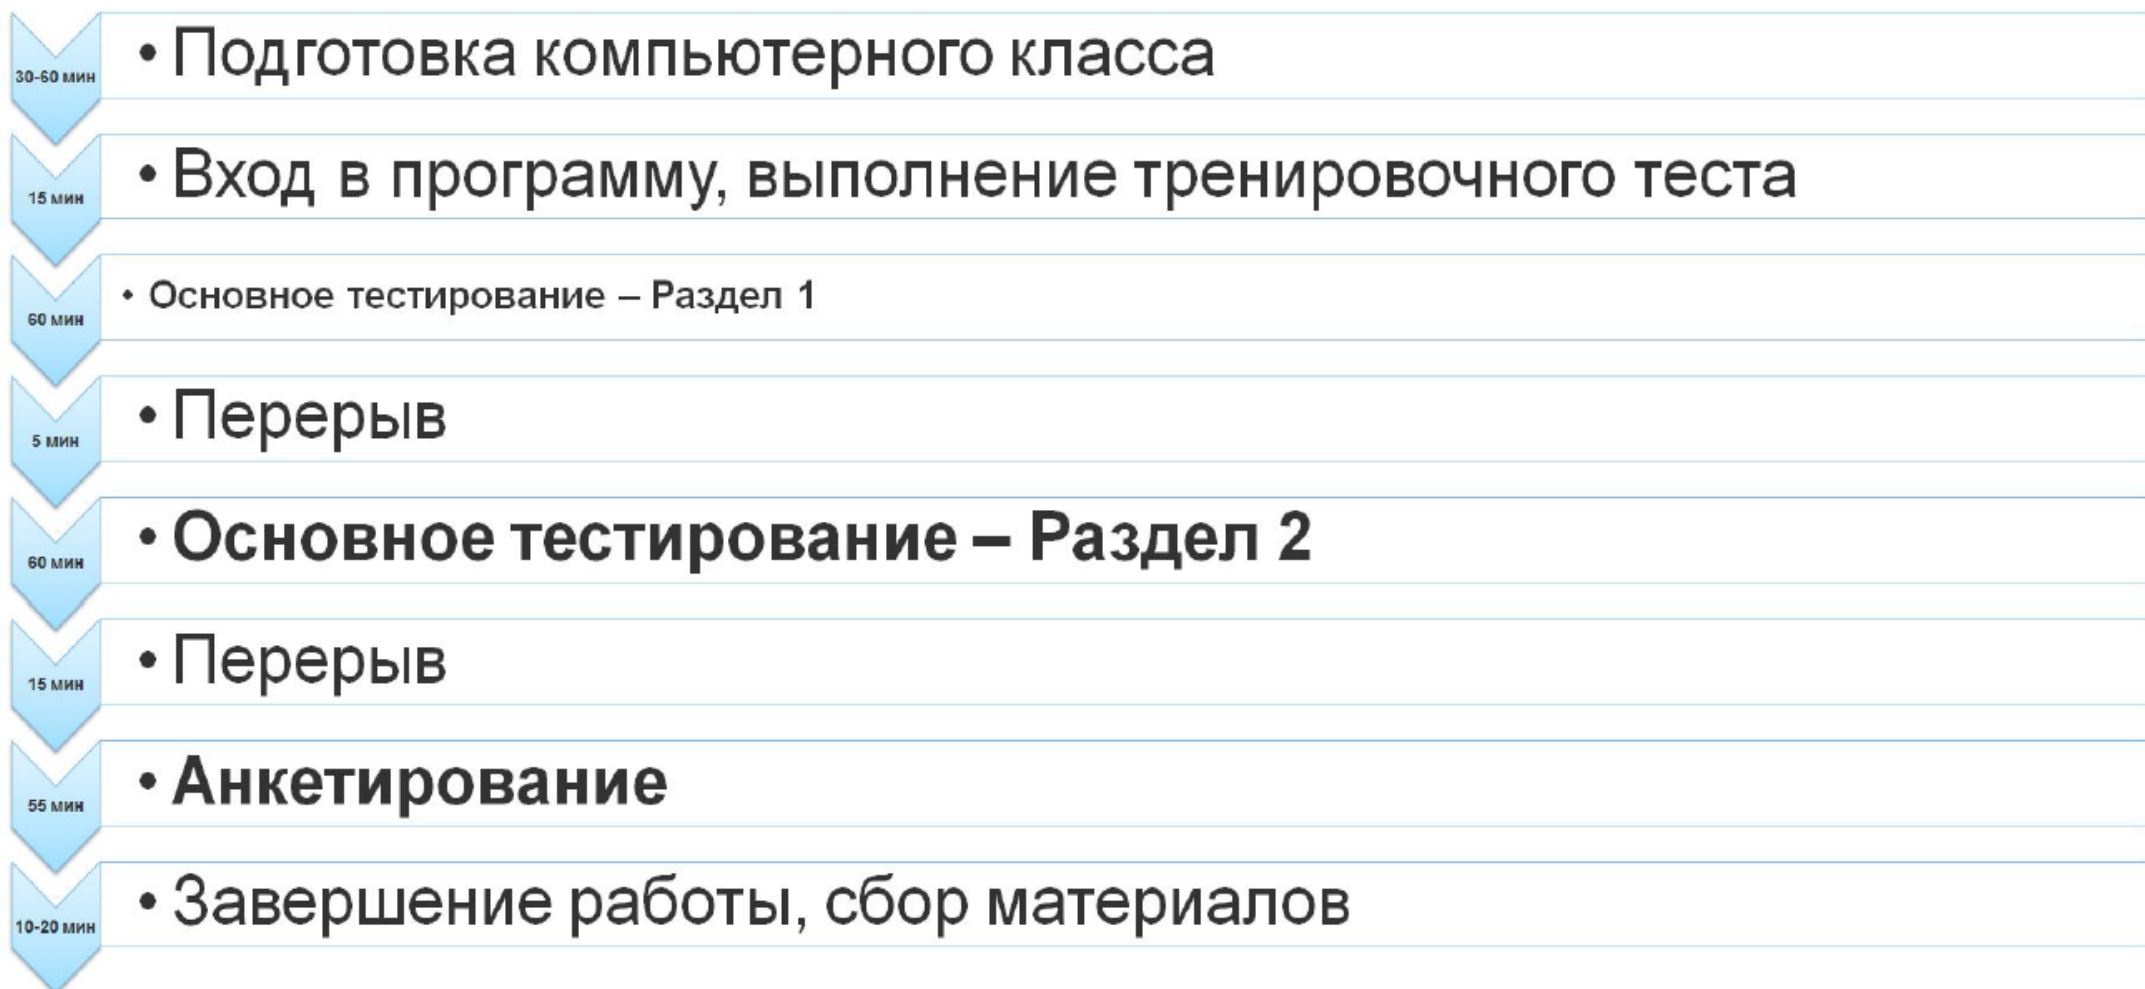 30-60 мин
• Подготовка компьютерного класса
15 мин
• Вход в программу, выполнение тренировочного теста
60 мин
• Основное тестирование – Раздел 1
5 мин
• Перерыв
60 мин
• Основное тестирование – Раздел 2
15 мин
• Перерыв
55 мин
• Анкетирование
10-20 мин
• Завершение работы, сбор материалов